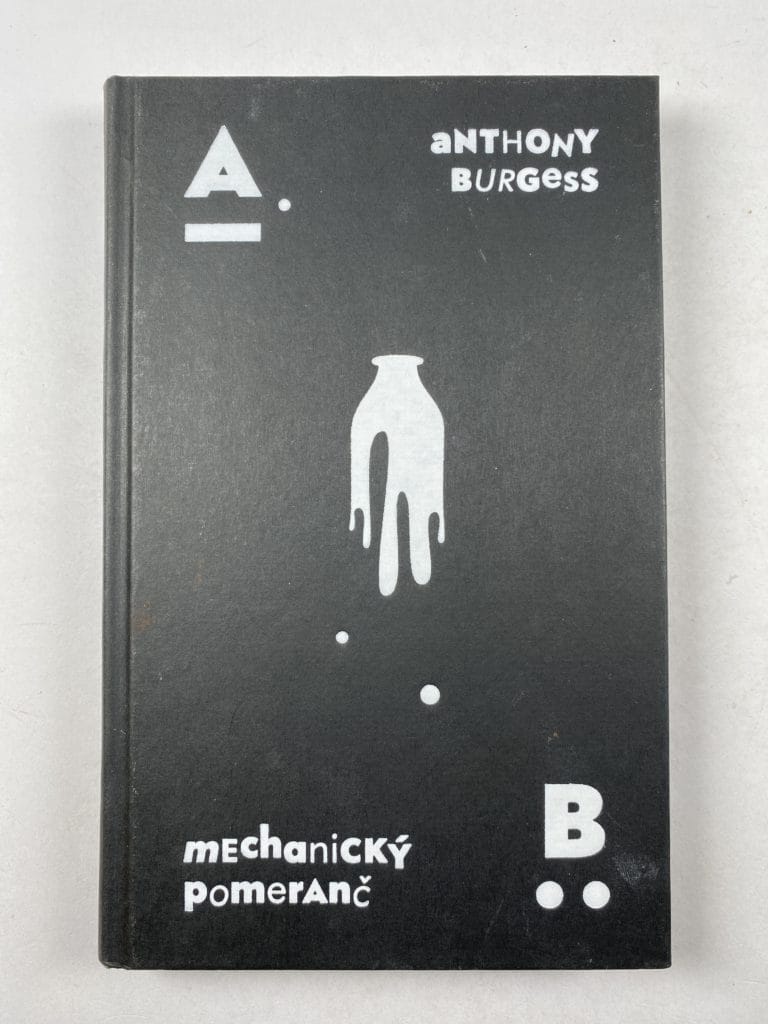 A.
aNTHONY
BURGesS
mEchaniCKÝ
pomerAnč
B